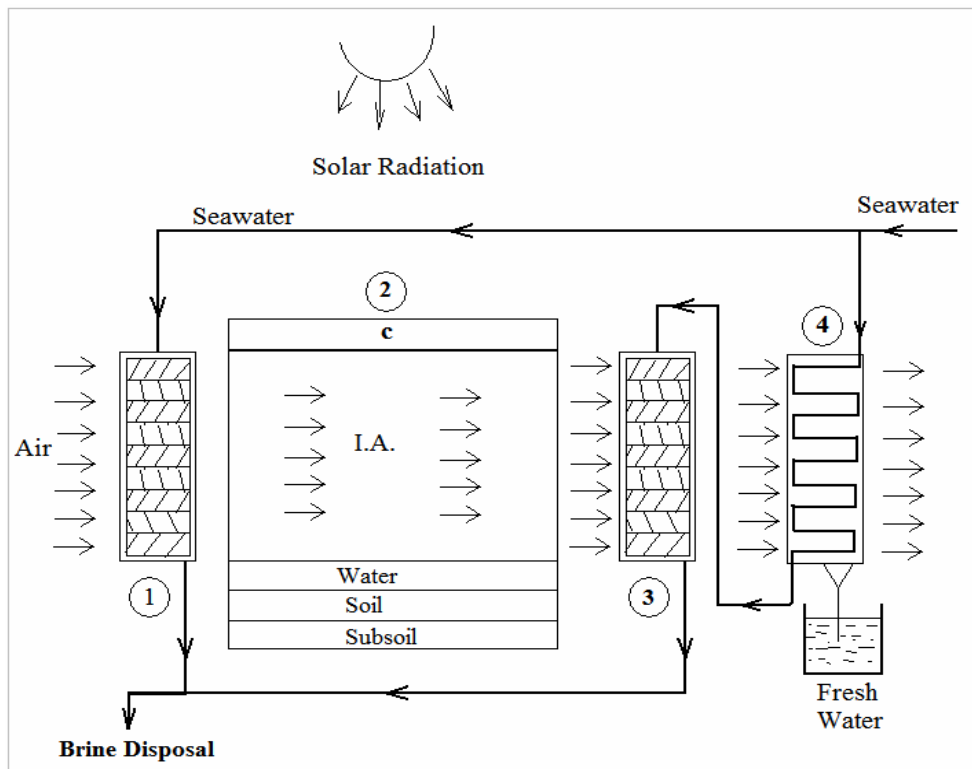 Solar Radiation
Seawater
Seawater
2
4
c
Air
I.A.
Water
1
3
Soil
Subsoil
Fresh
Water
Brine Disposal